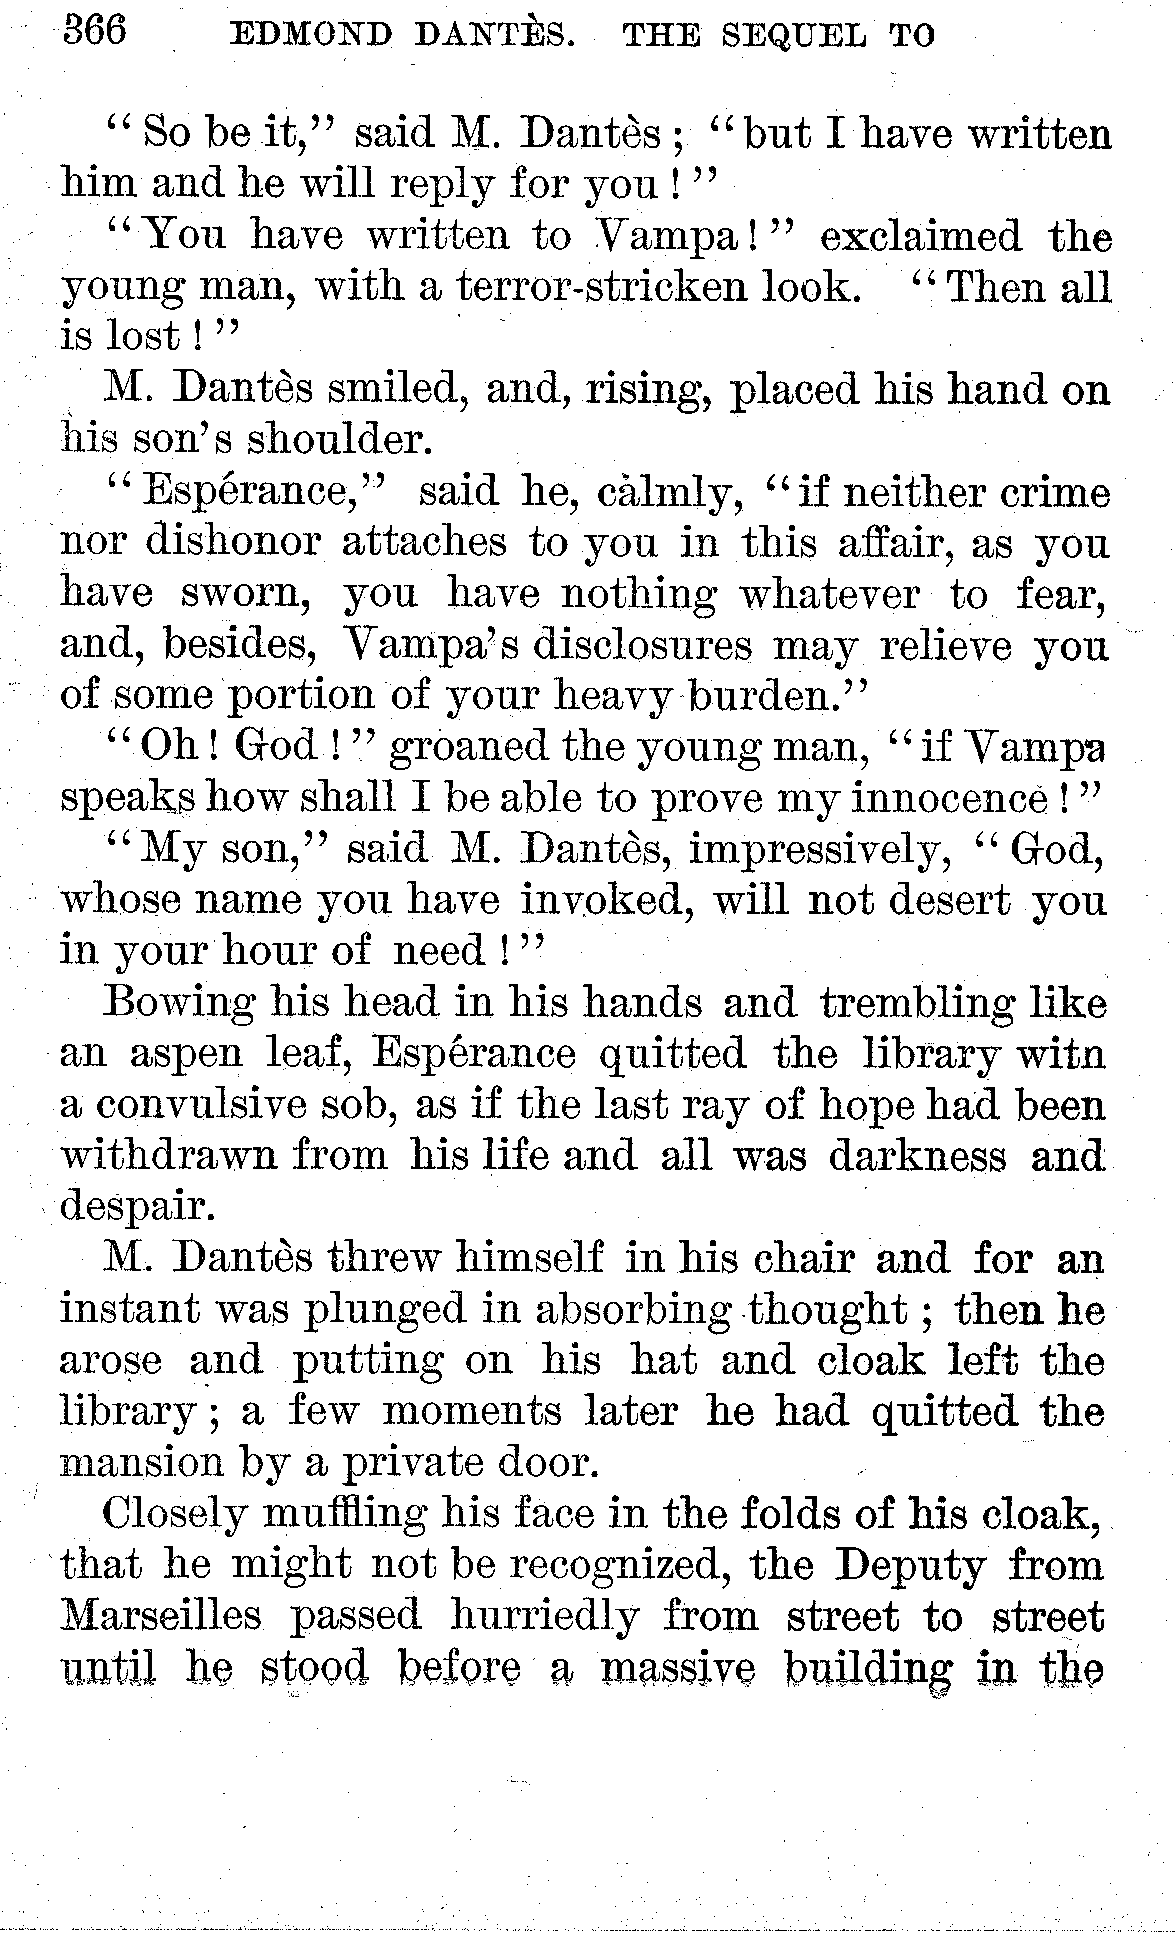 366 EDMOND DANTÈS. THE SEQUEL TO
“So be it,” said M. Dantès; “but I have written
him and he will reply for you!”
“You have written to Vampa!” exclaimed the
young man, with a terror-stricken look. “Then all
is lost!”
M. Dantès smiled, and, rising, placed his hand on
his son's shoulder.
“Espérance,” said he, calmly, “if neither crime
nor dishonor attaches to you in this affair, as you
have sworn, you have nothing whatever to fear,
and, besides, Vampa's disclosures may relieve you
of some portion of your heavy burden.”
“Oh! God!” groaned the young man, “if Vampa
speaks how shall I be able to prove my innocence!”
“My son,” said M. Dantès, impressively, “God,
whose name you have invoked, will not desert you
in your hour of need!”
Bowing his head in his hands and trembling like
an aspen leaf, Espérance quitted the library witn
a convulsive sob, as if the last ray of hope had been
withdrawn from his life and all was darkness and
despair.
M. Dantès threw himself in his chair and for an
instant was plunged in absorbing thought; then he
arose and putting on his hat and cloak left the
library; a few moments later he had quitted the
mansion by a private door.
Closely muffling his face in the folds of his cloak,
that he might not be recognized, the Deputy from
Marseilles passed hurriedly from street to street
until he stood before a massive building in the